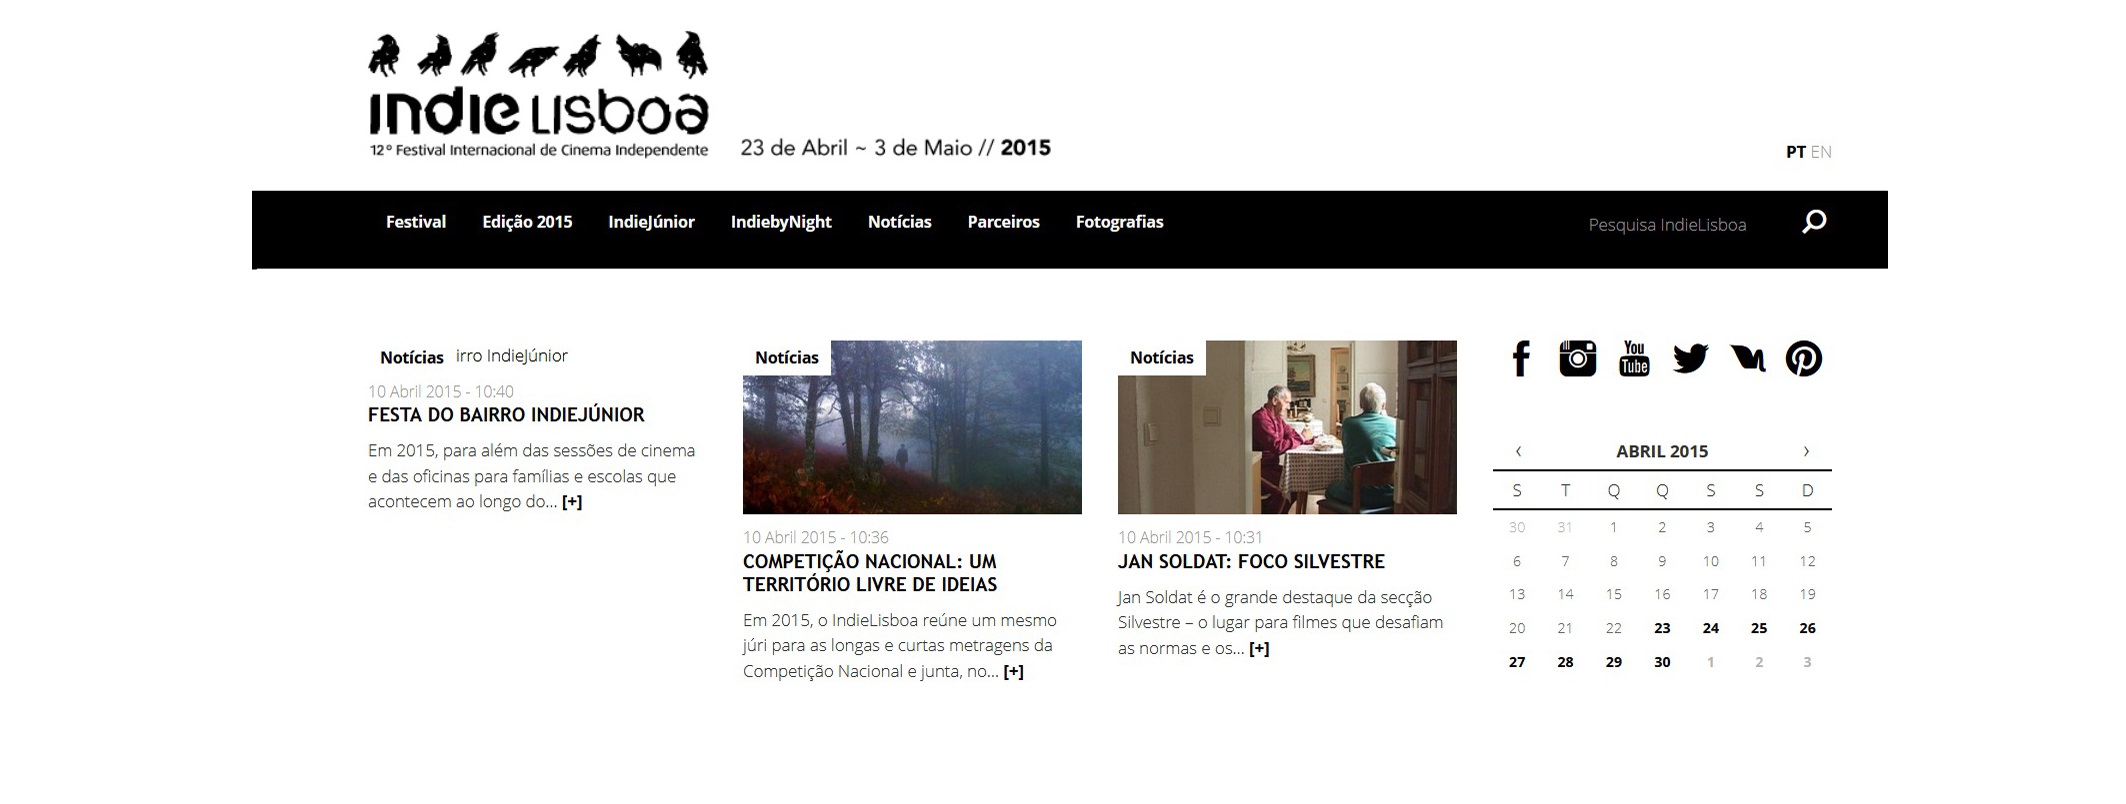 indieLisboa
12º Festival Internacional de Cinema Independente
23 de Abril ~ 3 de Maio // 2015
PT EN
Festival Edição 2015 IndieJúnior IndiebyNight Notícias Parceiros Fotografias Pesquisa IndieLisboa
Notícias irro IndieJúnior
10 Abril 2015 - 10:40
FESTA DO BAIRRO INDIEJÚNIOR
Em 2015, para além das sessões de cinema
e das oficinas para famílias e escolas que
acontecem ao longo do... [+]
Notícias
10 Abril 2015 - 10:36
COMPETIÇÃO NACIONAL: UM
TERRITÓRIO LIVRE DE IDEIAS
Em 2015, o IndieLisboa reúne um mesmo
júri para as longas e curtas metragens da
Competição Nacional e junta, no... [+]
Notícias
10 Abril 2015 - 10:31
JAN SOLDAT: FOCO SILVESTRE
Jan Soldat é o grande destaque da secção
Silvestre – o lugar para filmes que desafiam
as normas e os... [+]
You
Tube
‹ ABRIL 2015 ›
S T Q Q S S D
30 31 1 2 3 4 5
6 7 8 9 10 11 12
13 14 15 16 17 18 19
20 21 22 23 24 25 26
27 28 29 30 1 2 3